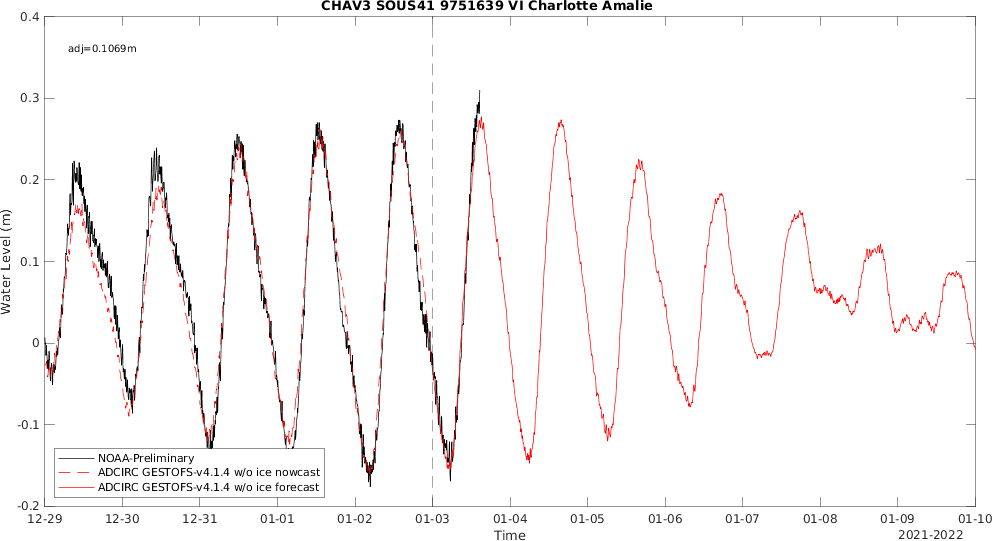 CHAV3 SOUS41 9751639 VI Charlotte Amalie
0.4
adj=0.1069m
0.3
0.2
0.1
0
-0.1
-0.2
Water Level (m)
NOAA-Preliminary
ADCIRC GESTOFS-v4.1.4 w/o ice nowcast
ADCIRC GESTOFS-v4.1.4 w/o ice forecast
12-29 12-30 12-31 01-01 01-02 01-03 01-04 01-05 01-06 01-07 01-08 01-09 01-10
Time
2021-2022